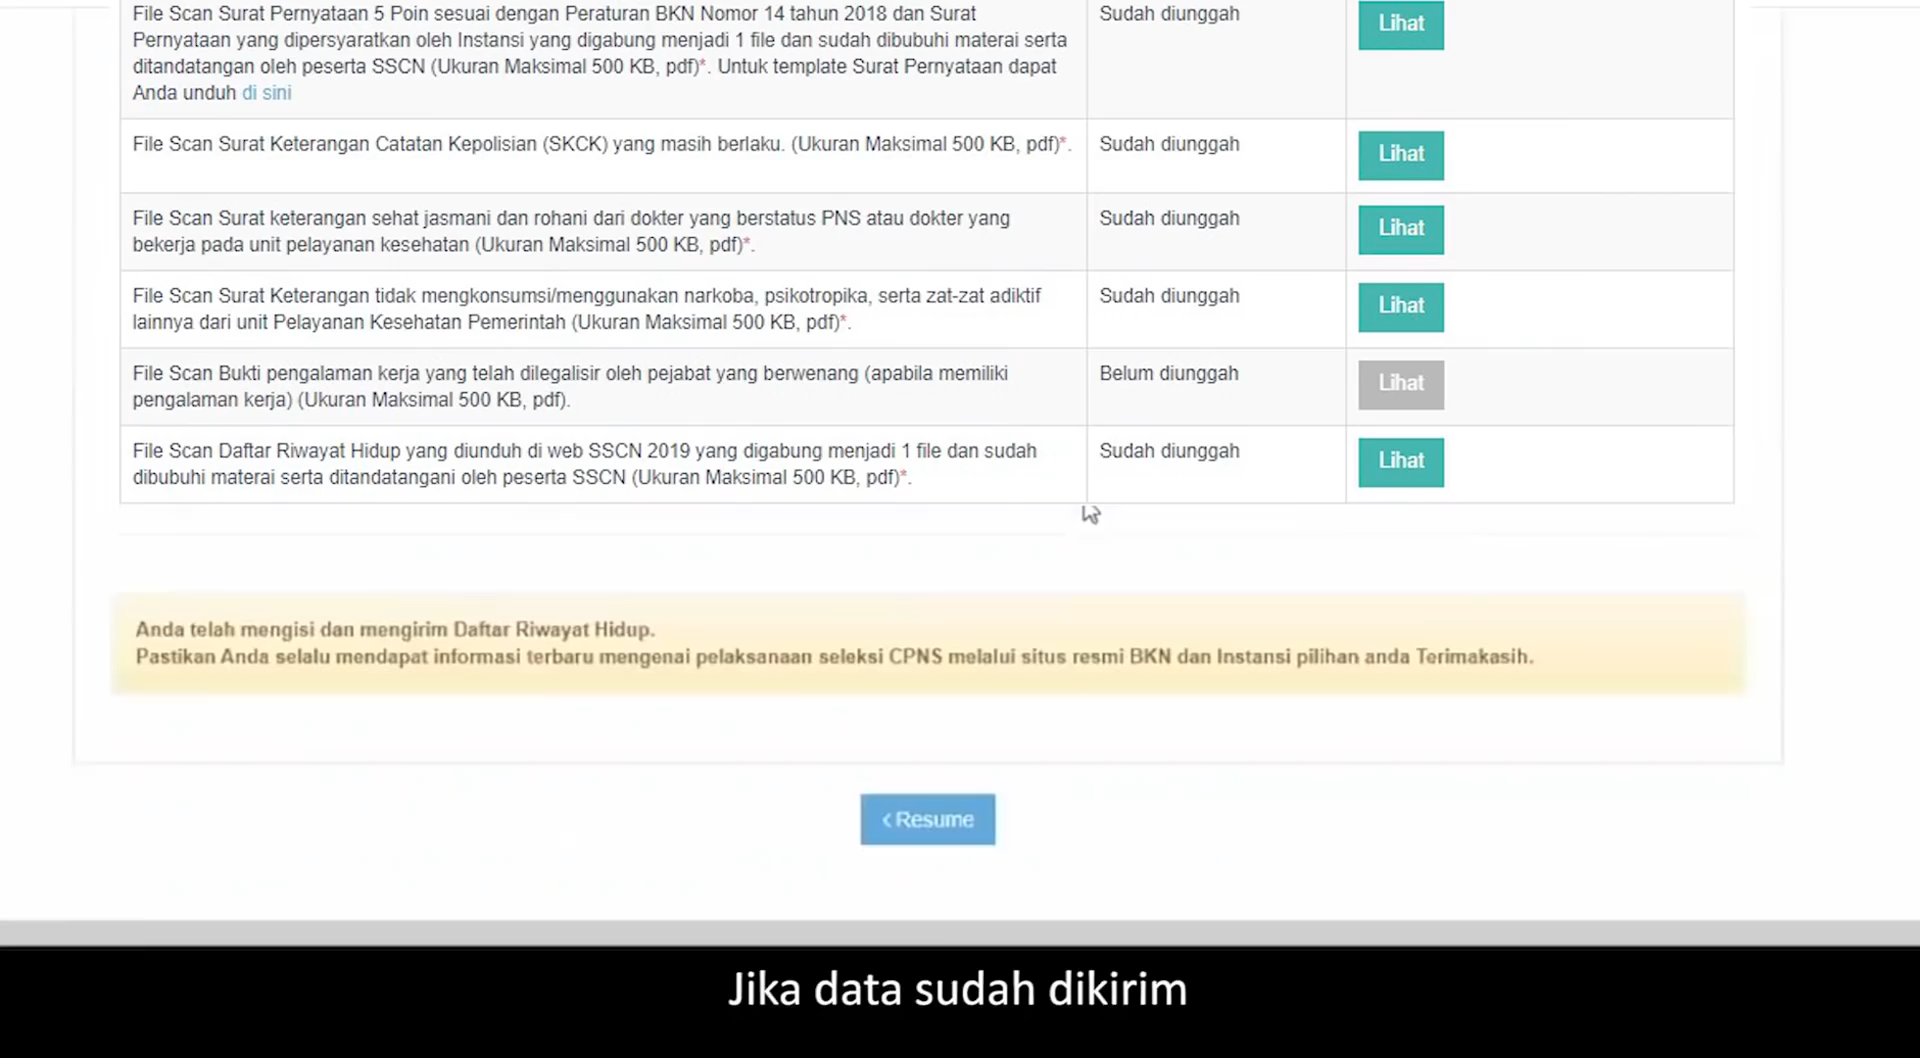 File Scan Surat Pernyataan 5 Poin sesuai dengan Peraturan BKN Nomor 14 tahun 2018 dan Surat
Pernyataan yang dipersyaratkan oleh Instansi yang digabung menjadi 1 file dan sudah dibubuhi materai serta
ditandatangan oleh peserta SSCN (Ukuran Maksimal 500 KB, pdf)*. Untuk template Surat Pernyataan dapat
Anda unduh di sini
Sudah diunggah
Lihat
File Scan Surat Keterangan Catatan Kepolisian (SKCK) yang masih berlaku. (Ukuran Maksimal 500 KB, pdf)*.
Sudah diunggah
Lihat
File Scan Surat keterangan sehat jasmani dan rohani dari dokter yang berstatus PNS atau dokter yang
bekerja pada unit pelayanan kesehatan (Ukuran Maksimal 500 KB, pdf)*.
Sudah diunggah
Lihat
File Scan Surat Keterangan tidak mengkonsumsi/menggunakan narkoba, psikotropika, serta zat-zat adiktif
lainnya dari unit Pelayanan Kesehatan Pemerintah (Ukuran Maksimal 500 KB, pdf)*.
Sudah diunggah
Lihat
File Scan Bukti pengalaman kerja yang telah dilegalisir oleh pejabat yang berwenang (apabila memiliki
pengalaman kerja) (Ukuran Maksimal 500 KB, pdf).
Belum diunggah
Lihat
File Scan Daftar Riwayat Hidup yang diunduh di web SSCN 2019 yang digabung menjadi 1 file dan sudah
dibubuhi materai serta ditandatangani oleh peserta SSCN (Ukuran Maksimal 500 KB, pdf)*.
Sudah diunggah
Lihat
Anda telah mengisi dan mengirim Daftar Riwayat Hidup.
Pastikan Anda selalu mendapat informasi terbaru mengenai pelaksanaan seleksi CPNS melalui situs resmi BKN dan Instansi pilihan anda Terimakasih.
< Resume
Jika data sudah dikirim